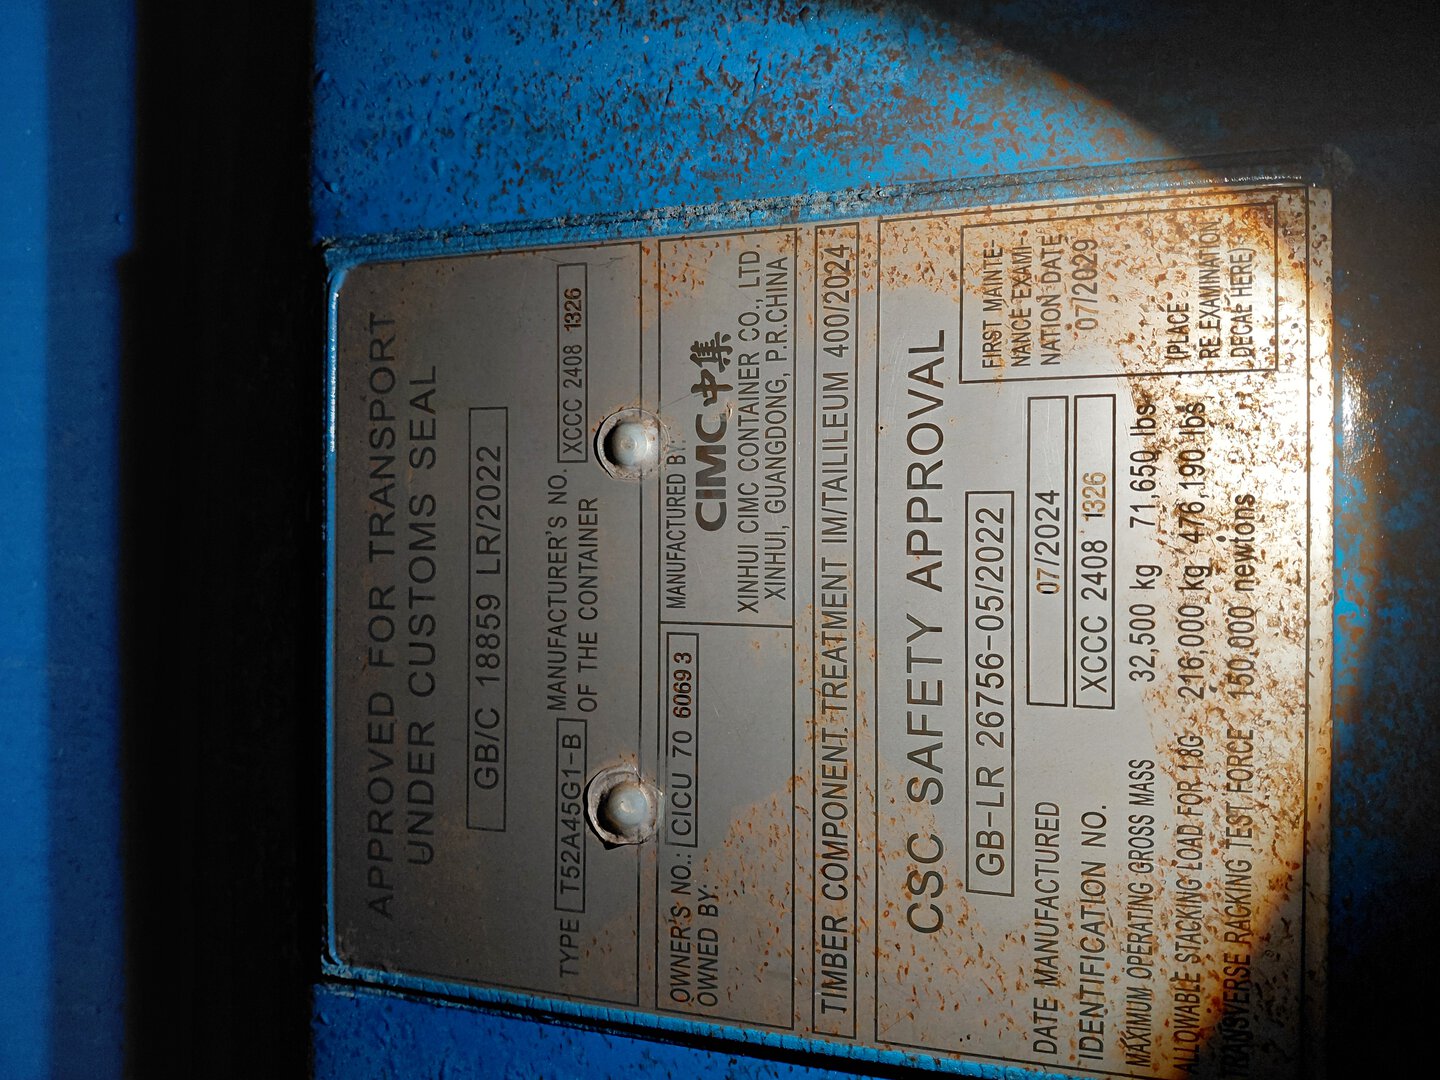 APPROVED FOR TRANSPORT
UNDER CUSTOMS SEAL
GB/C 18859 LR/2022
TYPE T52A45G1-B MANUFACTURER'S NO. XCCC 2408 1326
OF THE CONTAINER
OWNER'S NO.: CICU 70 6069 3
OWNED BY:
MANUFACTURED BY:
CIMC 中集
XINHUI CIMC CONTAINER CO., LTD
XINHUI, GUANGDONG, P.R.CHINA
TIMBER COMPONENT TREATMENT IM/TAILILEUM 400/2024
CSC SAFETY APPROVAL
GB-LR 26756-05/2022
DATE MANUFACTURED 07/2024
IDENTIFICATION NO. XCCC 2408 1326
MAXIMUM OPERATING GROSS MASS 32,500 kg 71,650 lbs
ALLOWABLE STACKING LOAD FOR 1.8G 216,000 kg 476,190 lbs
TRANSVERSE RACKING TEST FORCE 150,000 newtons
FIRST MAINTE-
NANCE EXAMI-
NATION DATE
07/2029
(PLACE
RE-EXAMINATION
DECAL HERE)